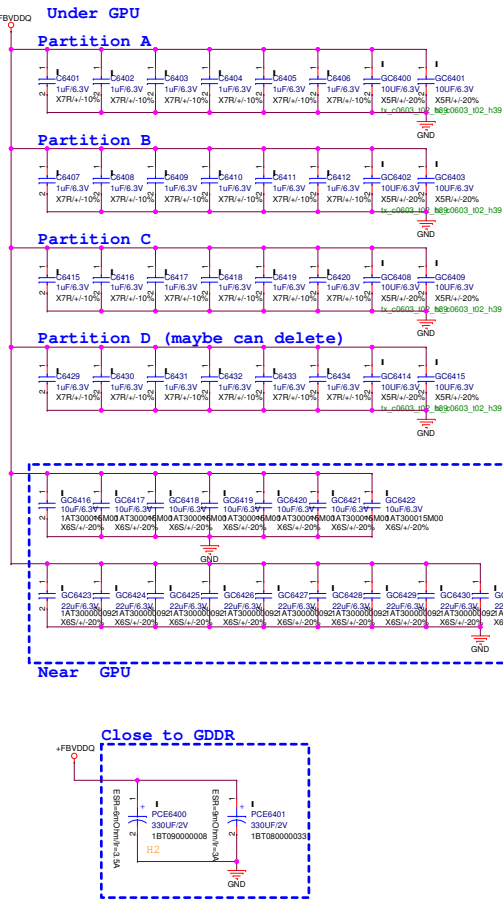 Under GPU
FBVDDQ
Partition A
C6401 C6402 C6403 C6404 C6405 C6406 GC6400 GC6401
1uF/6.3V 1uF/6.3V 1uF/6.3V 1uF/6.3V 1uF/6.3V 1uF/6.3V 10UF/6.3V 10UF/6.3V
X7R/+/-10% X7R/+/-10% X7R/+/-10% X7R/+/-10% X7R/+/-10% X7R/+/-10% X5R/+/-20% X5R/+/-20%
GND
Partition B
C6407 C6408 C6409 C6410 C6411 C6412 GC6402 GC6403
1uF/6.3V 1uF/6.3V 1uF/6.3V 1uF/6.3V 1uF/6.3V 1uF/6.3V 10UF/6.3V 10UF/6.3V
X7R/+/-10% X7R/+/-10% X7R/+/-10% X7R/+/-10% X7R/+/-10% X7R/+/-10% X5R/+/-20% X5R/+/-20%
GND
Partition C
C6415 C6416 C6417 C6418 C6419 C6420 GC6408 GC6409
1uF/6.3V 1uF/6.3V 1uF/6.3V 1uF/6.3V 1uF/6.3V 1uF/6.3V 10UF/6.3V 10UF/6.3V
X7R/+/-10% X7R/+/-10% X7R/+/-10% X7R/+/-10% X7R/+/-10% X7R/+/-10% X5R/+/-20% X5R/+/-20%
GND
Partition D (maybe can delete)
C6429 C6430 C6431 C6432 C6433 C6434 GC6414 GC6415
1uF/6.3V 1uF/6.3V 1uF/6.3V 1uF/6.3V 1uF/6.3V 1uF/6.3V 10UF/6.3V 10UF/6.3V
X7R/+/-10% X7R/+/-10% X7R/+/-10% X7R/+/-10% X7R/+/-10% X7R/+/-10% X5R/+/-20% X5R/+/-20%
GND
GC6416 GC6417 GC6418 GC6419 GC6420 GC6421 GC6422
10uF/6.3V 10uF/6.3V 10uF/6.3V 10uF/6.3V 10uF/6.3V 10uF/6.3V 10uF/6.3V
1AT300015M00
X6S/+/-20% X6S/+/-20% X6S/+/-20% X6S/+/-20% X6S/+/-20% X6S/+/-20% X6S/+/-20%
GND
GC6423 GC6424 GC6425 GC6426 GC6427 GC6428 GC6429 GC6430
22uF/6.3V 22uF/6.3V 22uF/6.3V 22uF/6.3V 22uF/6.3V 22uF/6.3V 22uF/6.3V 22uF/6.3V
X6S/+/-20% X6S/+/-20% X6S/+/-20% X6S/+/-20% X6S/+/-20% X6S/+/-20% X6S/+/-20% X6S/+/-20%
GND
Near GPU
Close to GDDR
+FBVDDQ
PCE6400 PCE6401
330UF/2V 330UF/2V
1BT090000008 1BT080000033
H2
GND